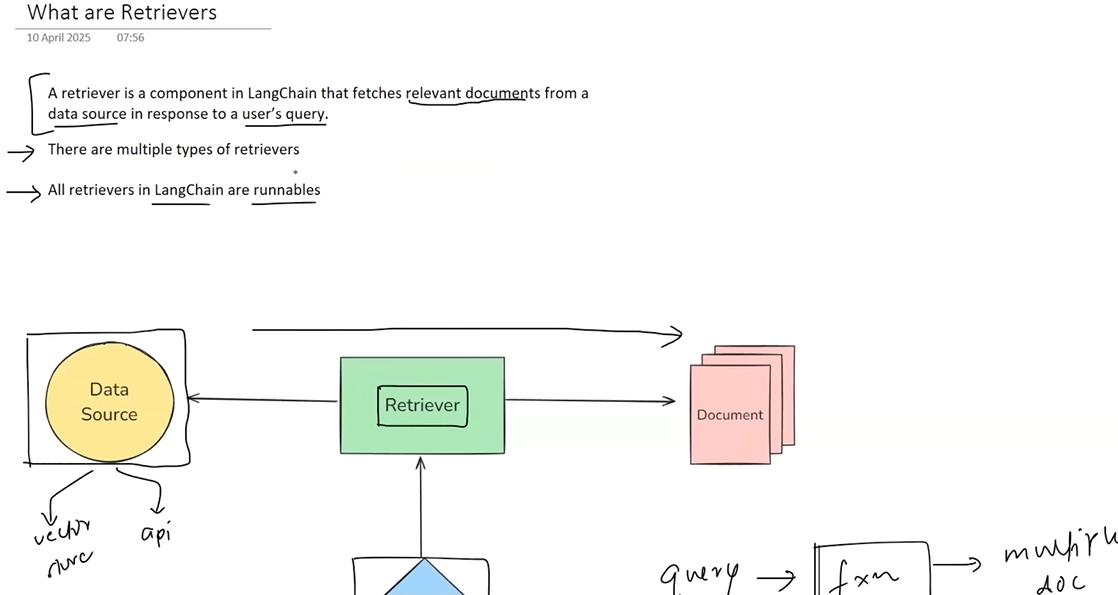 What are Retrievers
10 April 2025 07:56
A retriever is a component in LangChain that fetches relevant documents from a
data source in response to a user's query.
There are multiple types of retrievers
All retrievers in LangChain are runnables
Data
Source
Retriever
Document
vector
store
api
query
fxn
doc